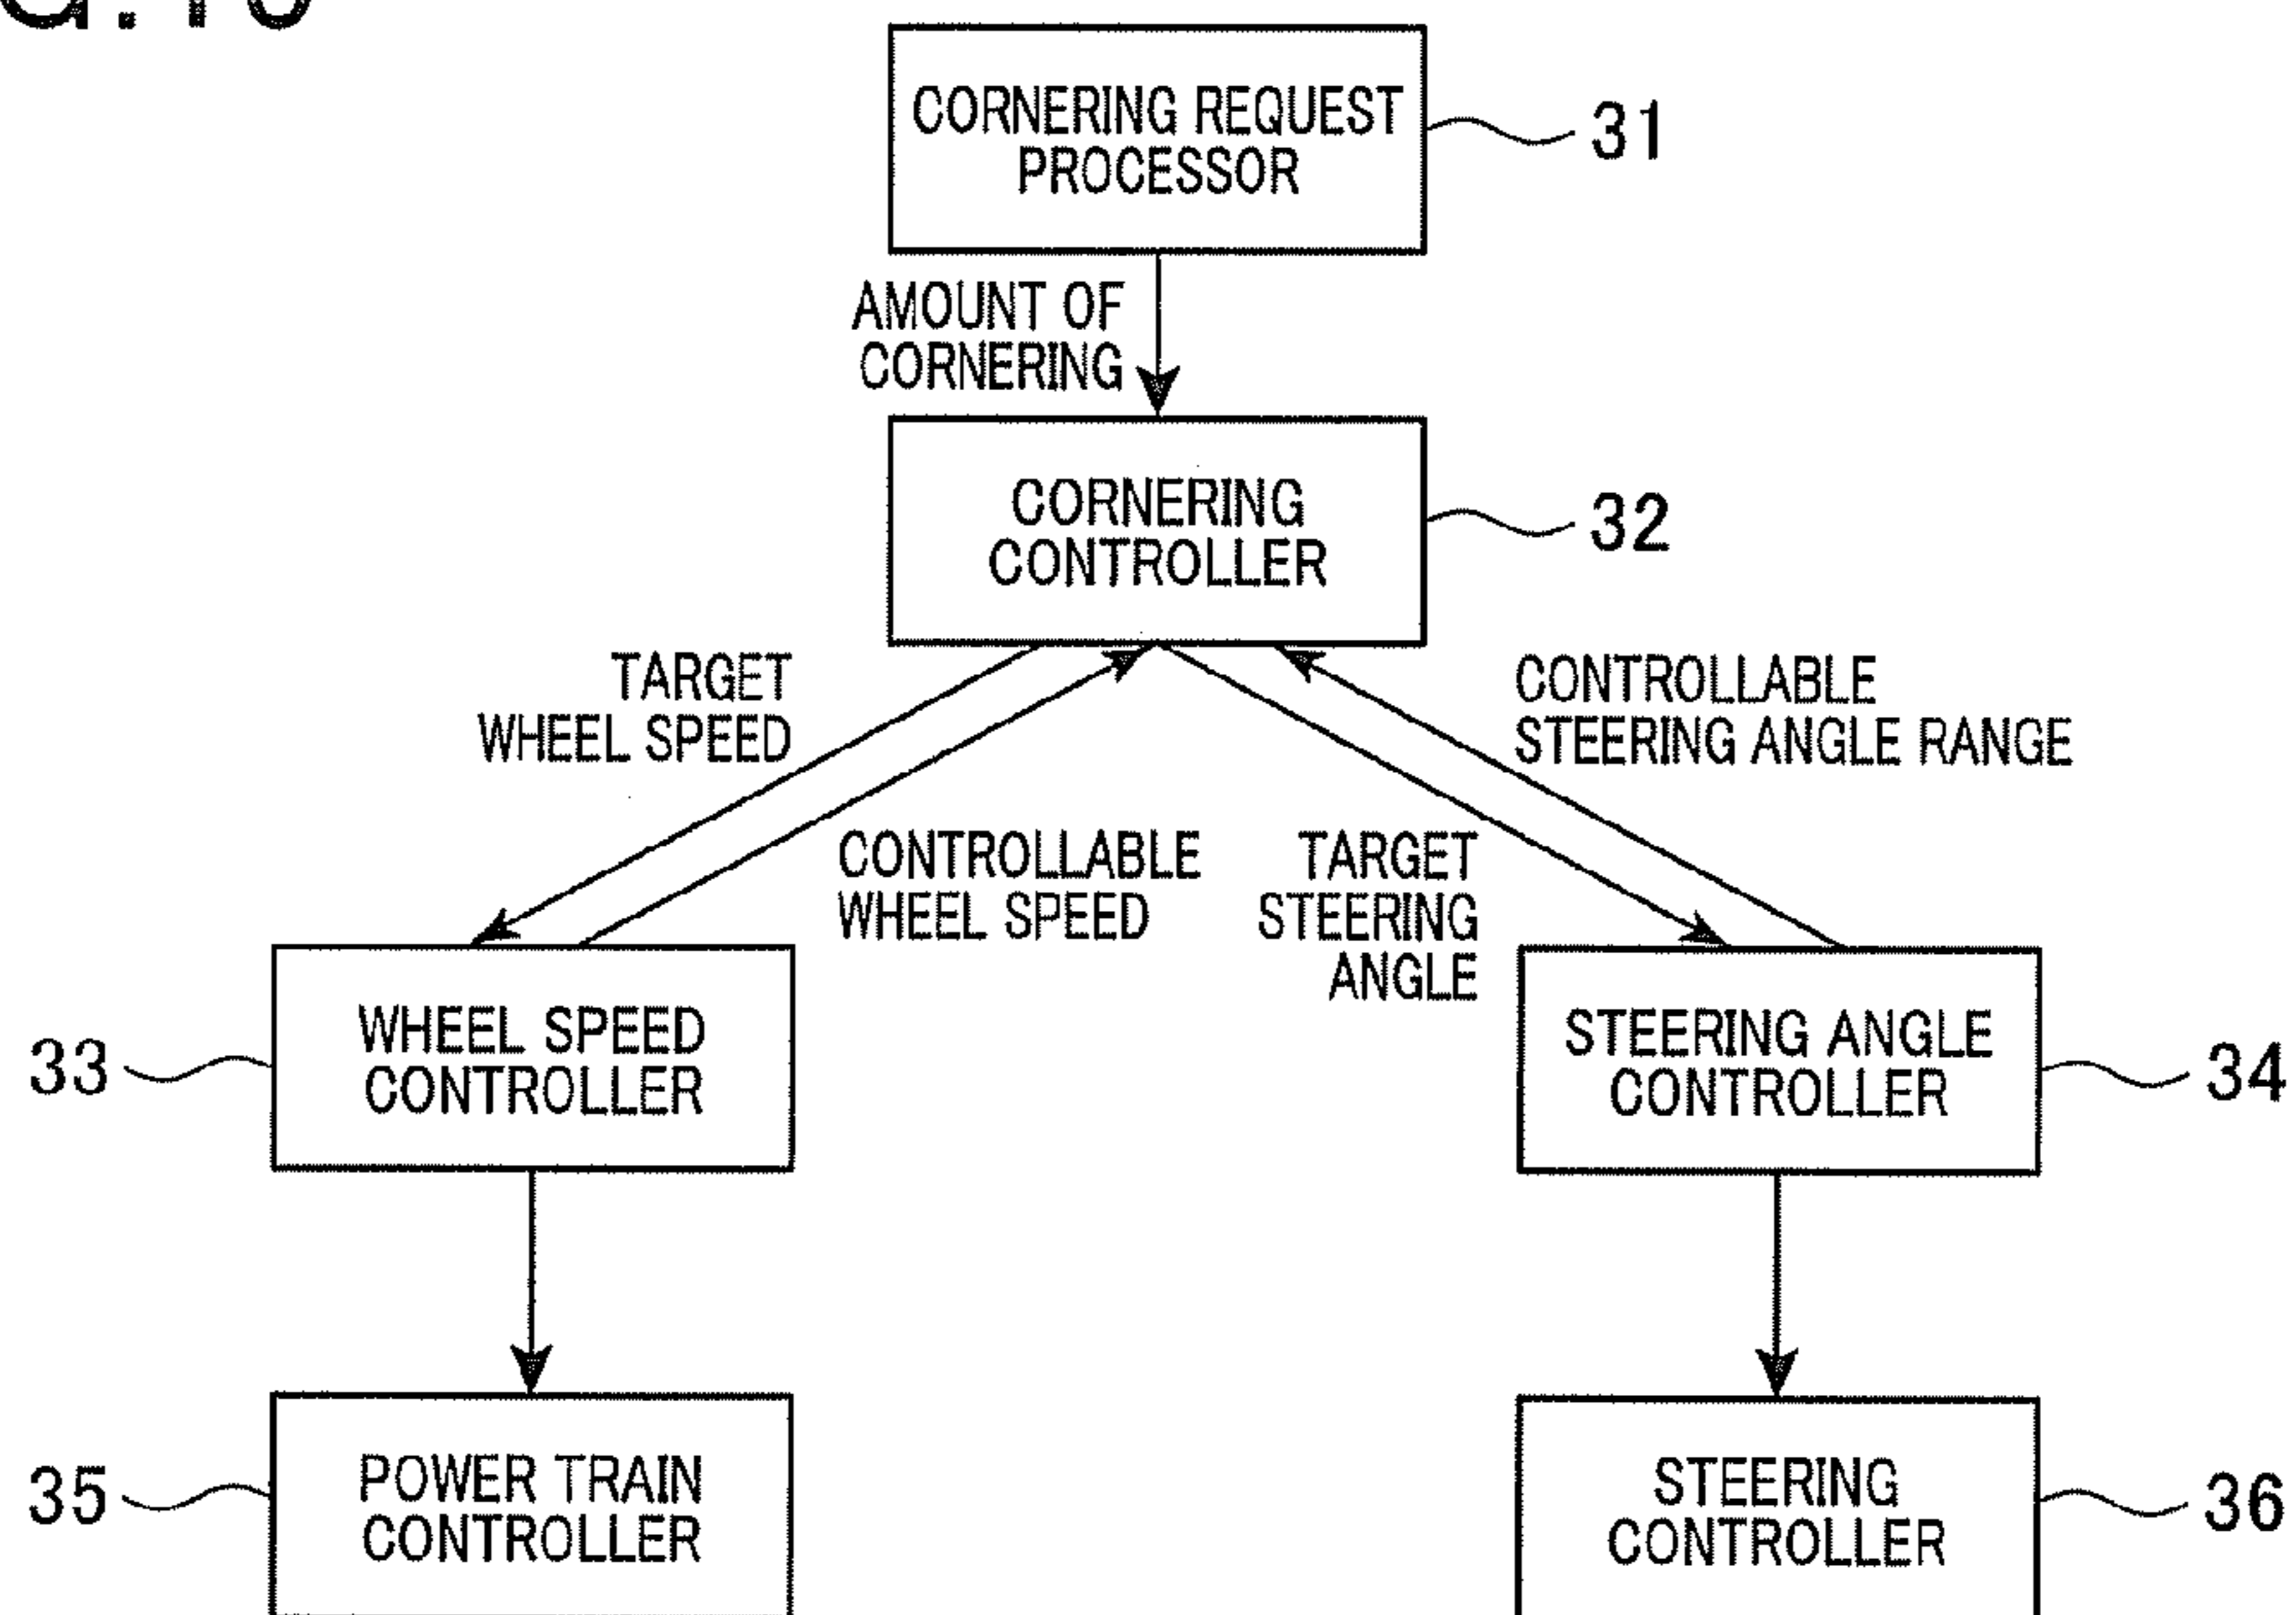 CORNERING REQUEST
PROCESSOR
31
AMOUNT OF
CORNERING
CORNERING
CONTROLLER
32
TARGET
WHEEL SPEED
CONTROLLABLE
STEERING ANGLE RANGE
CONTROLLABLE
WHEEL SPEED
TARGET
STEERING
ANGLE
33
WHEEL SPEED
CONTROLLER
STEERING ANGLE
CONTROLLER
34
35
POWER TRAIN
CONTROLLER
STEERING
CONTROLLER
36